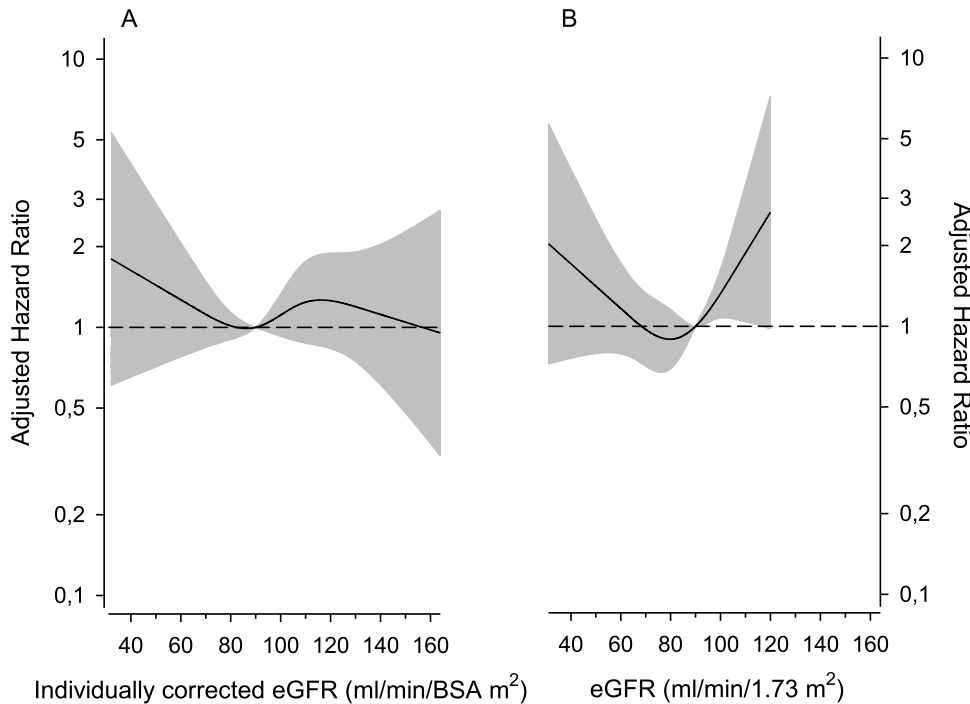 A
B
Adjusted Hazard Ratio
10
5
3
2
1
0,5
0,2
0,1
40 60 80 100 120 140 160
Individually corrected eGFR (ml/min/BSA m²)
10
5
3
2
1
0,5
0,2
0,1
Adjusted Hazard Ratio
40 60 80 100 120 140 160
eGFR (ml/min/1.73 m²)